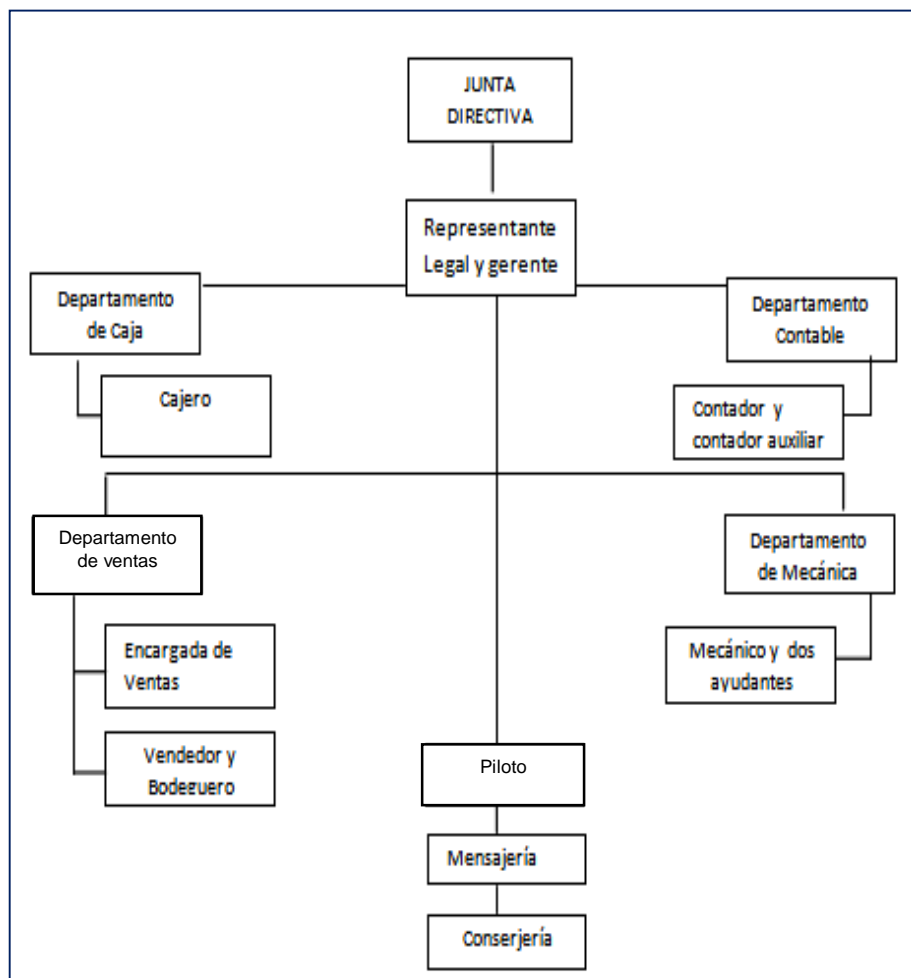 JUNTA
DIRECTIVA
Representante
Legal y gerente
Departamento
de Caja
Departamento
Contable
Cajero
Contador y
contador auxiliar
Departamento
de ventas
Departamento
de Mecánica
Encargada de
Ventas
Mecánico y dos
ayudantes
Vendedor y
Bodeguero
Piloto
Mensajería
Conserjería